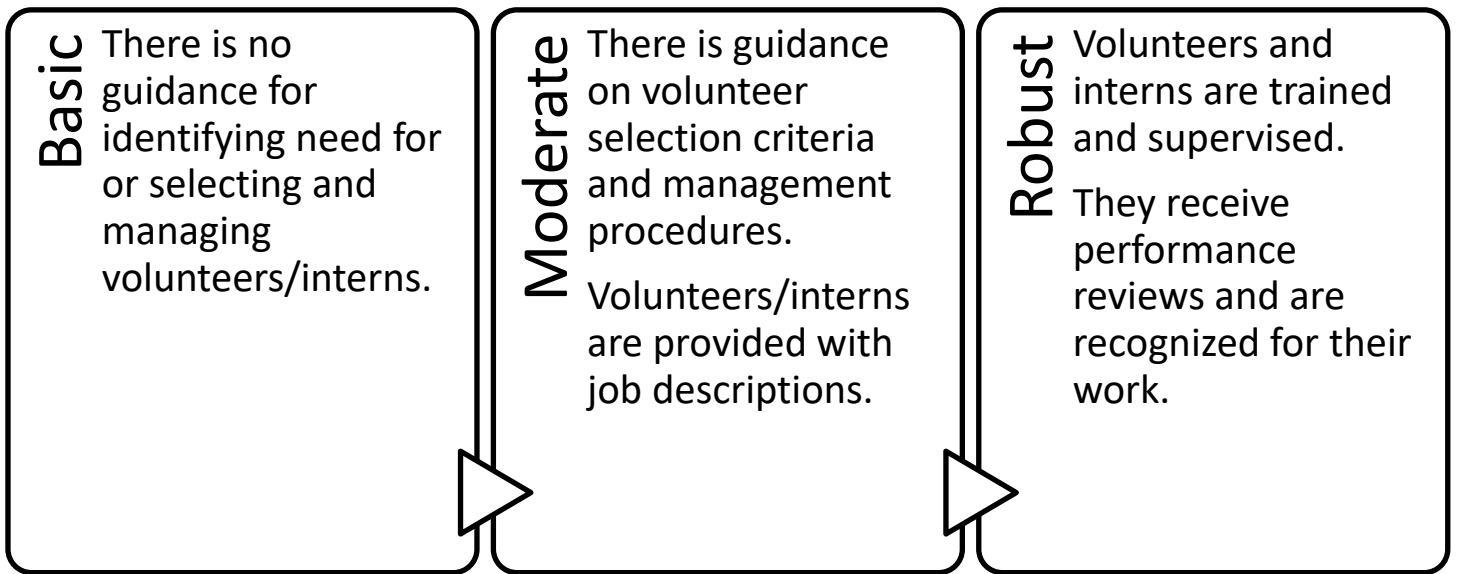 Basic
There is no
guidance for
identifying need for
or selecting and
managing
volunteers/interns.
Moderate
There is guidance
on volunteer
selection criteria
and management
procedures.
Volunteers/interns
are provided with
job descriptions.
Robust
Volunteers and
interns are trained
and supervised.
They receive
performance
reviews and are
recognized for their
work.